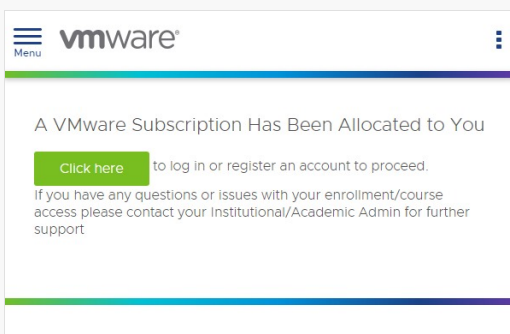 vmware®
Menu
A VMware Subscription Has Been Allocated to You
Click here to log in or register an account to proceed.
If you have any questions or issues with your enrollment/course
access please contact your Institutional/Academic Admin for further
support